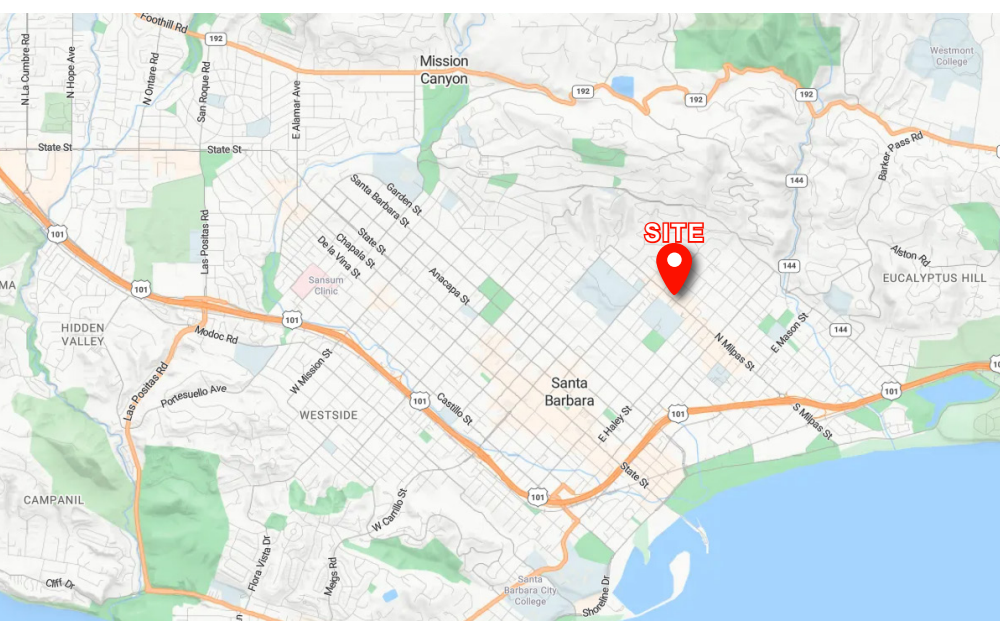 Foothill Rd
192
Mission
Canyon
Westmont
College
N La Cumbre Rd
N Hope Ave
N Ontare Rd
San Roque Rd
E Alamar Ave
192
192
192
Barker Pass Rd
State St
State St
144
Garden St
Santa Barbara St
State St
Chapala St
De la Vina St
Las Positas Rd
101
SITE
Alston Rd
EUCALYPTUS HILL
144
MA
101
Sansum
Clinic
Anacapa St
101
HIDDEN
VALLEY
Modoc Rd
N Milpas St
E Mason St
144
W Mission St
Las Positas Rd
Portesuello Ave
101
Castillo St
Santa
Barbara
101
10
WESTSIDE
E Haley St
101
S Milpas St
State St
CAMPANIL
W Carrillo St
101
Flora Vista Dr
Meigs Rd
Cliff Dr
Santa
Barbara City
College
Shoreline Dr